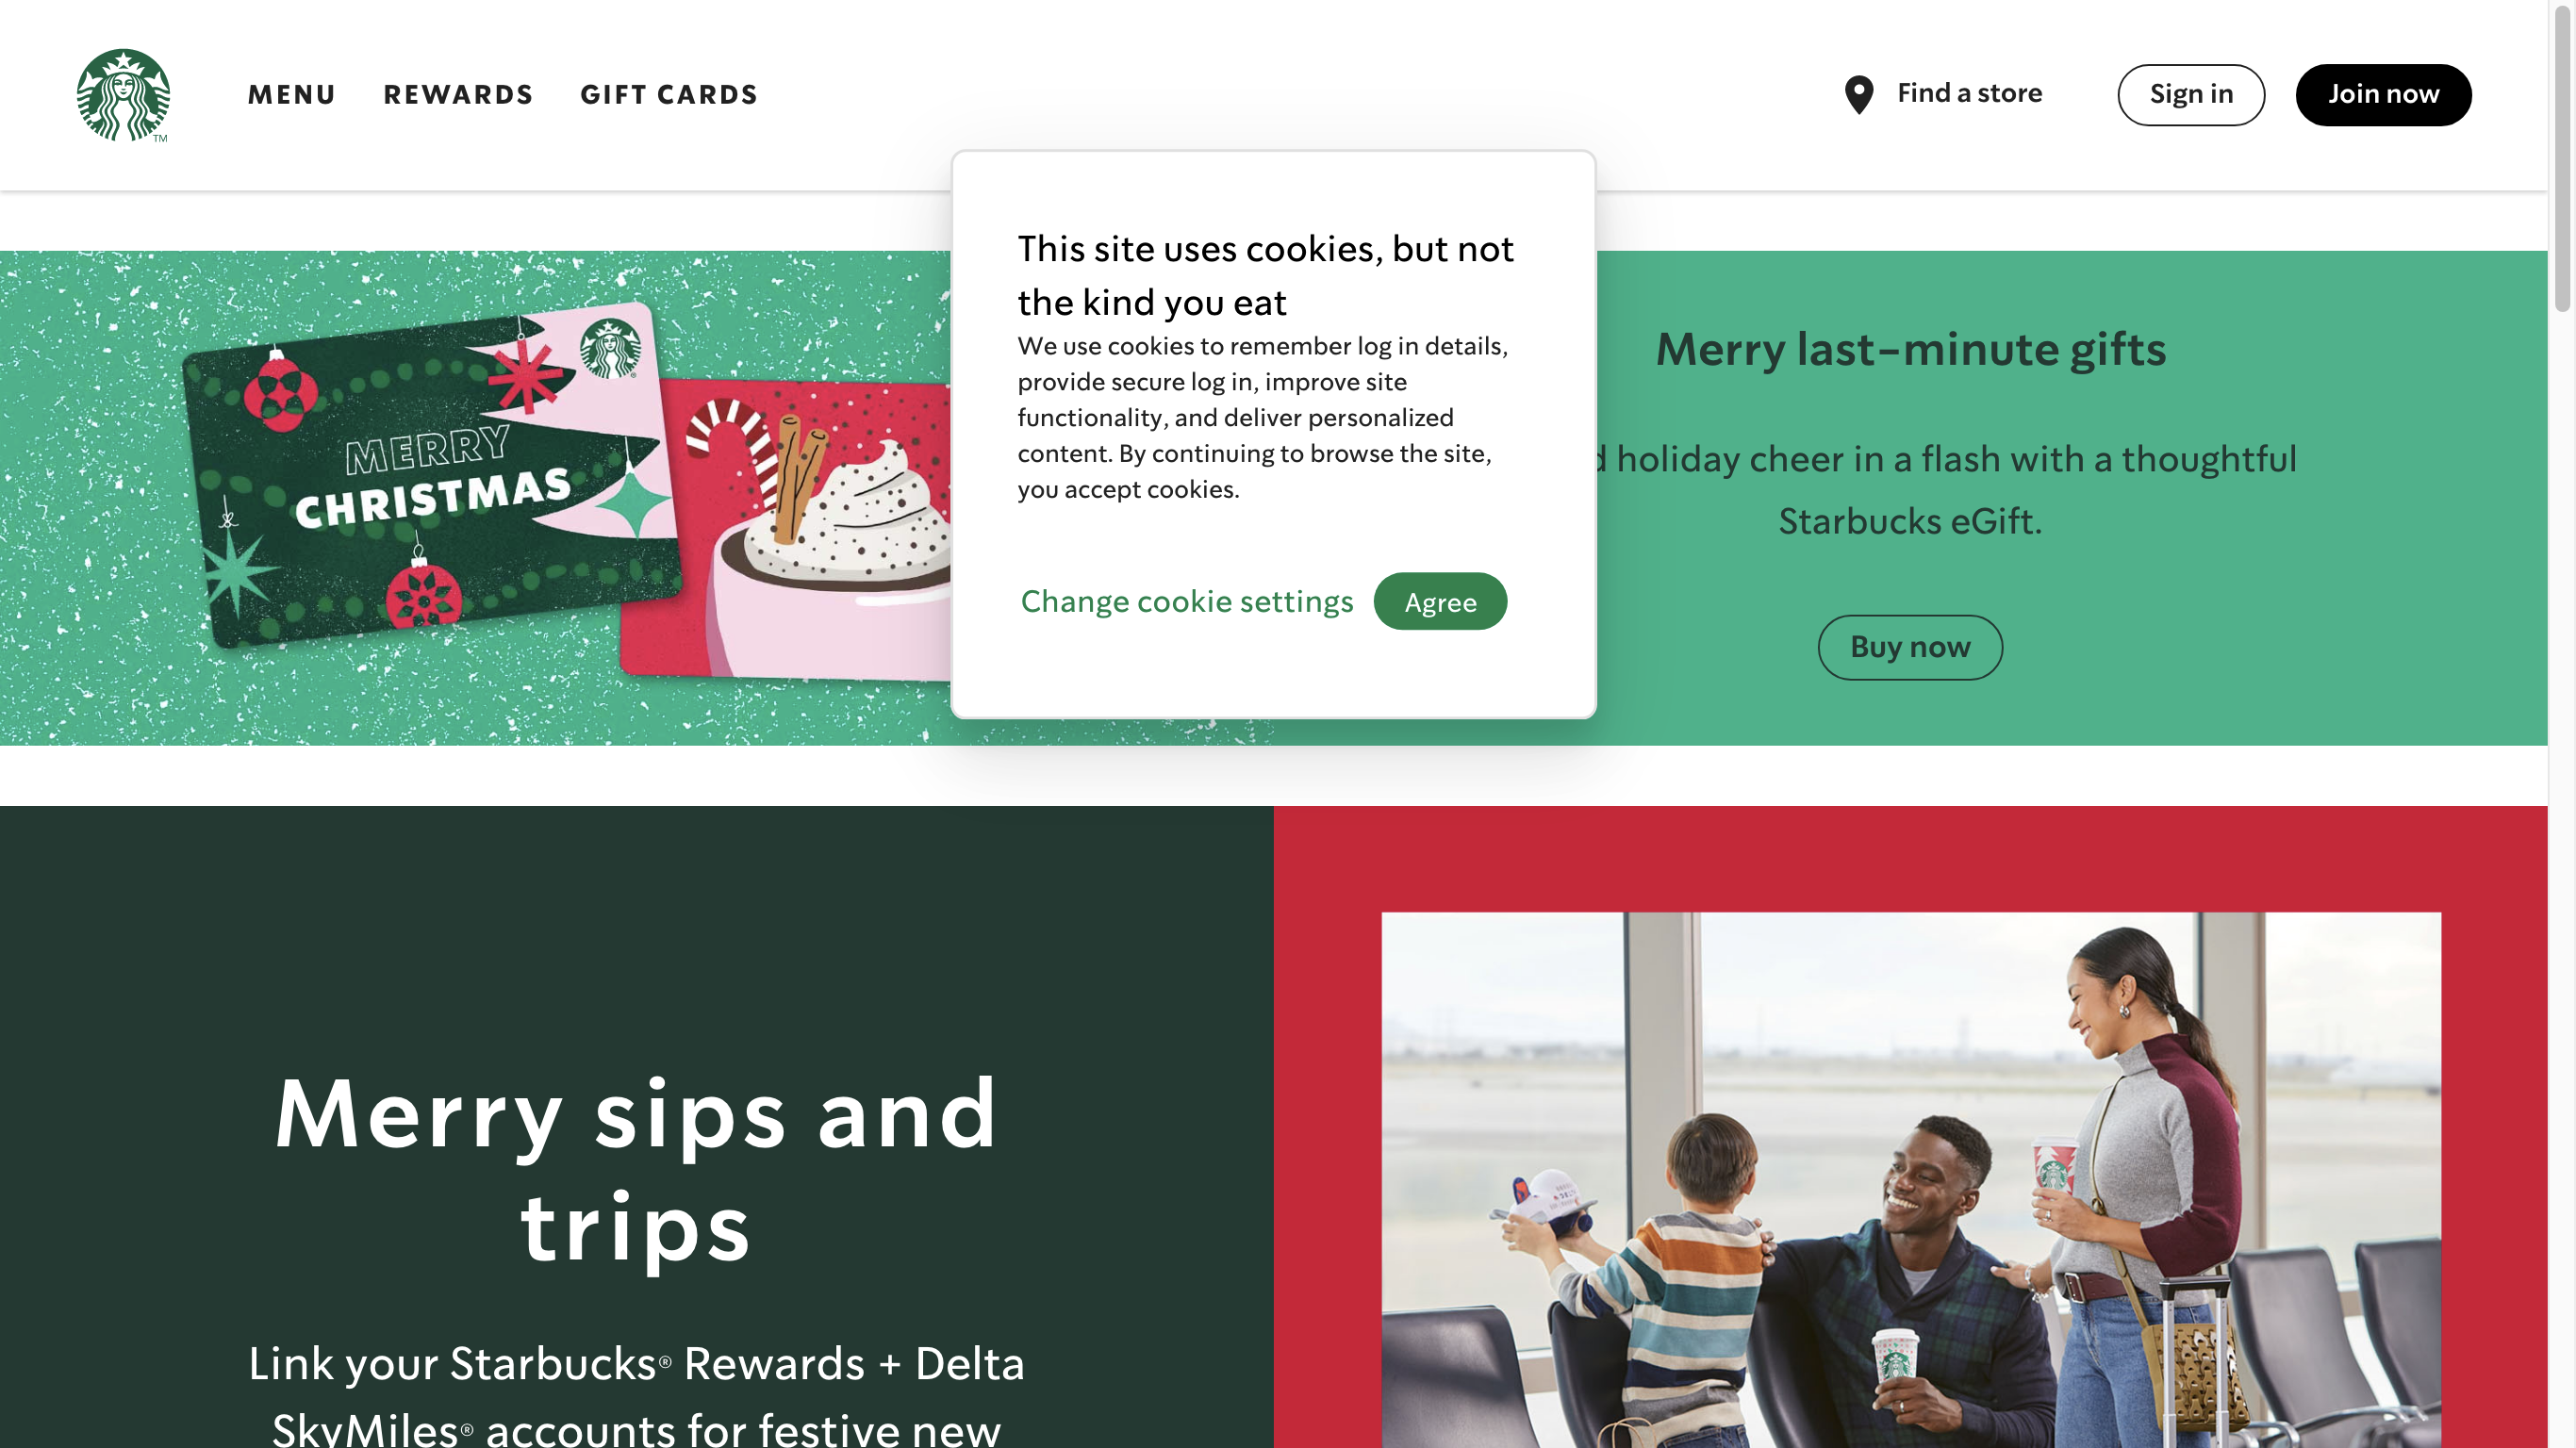 MENU
REWARDS
GIFT CARDS
Find a store
Sign in
Join now
TM
This site uses cookies, but not
the kind you eat
We use cookies to remember log in details,
provide secure log in, improve site
functionality, and deliver personalized
content. By continuing to browse the site,
you accept cookies.
Change cookie settings
Agree
MERRY
CHRISTMAS
Merry last-minute gifts
holiday cheer in a flash with a thoughtful
Starbucks eGift.
Buy now
Merry sips and
trips
Link your Starbucks® Rewards + Delta
SkyMiles® accounts for festive new